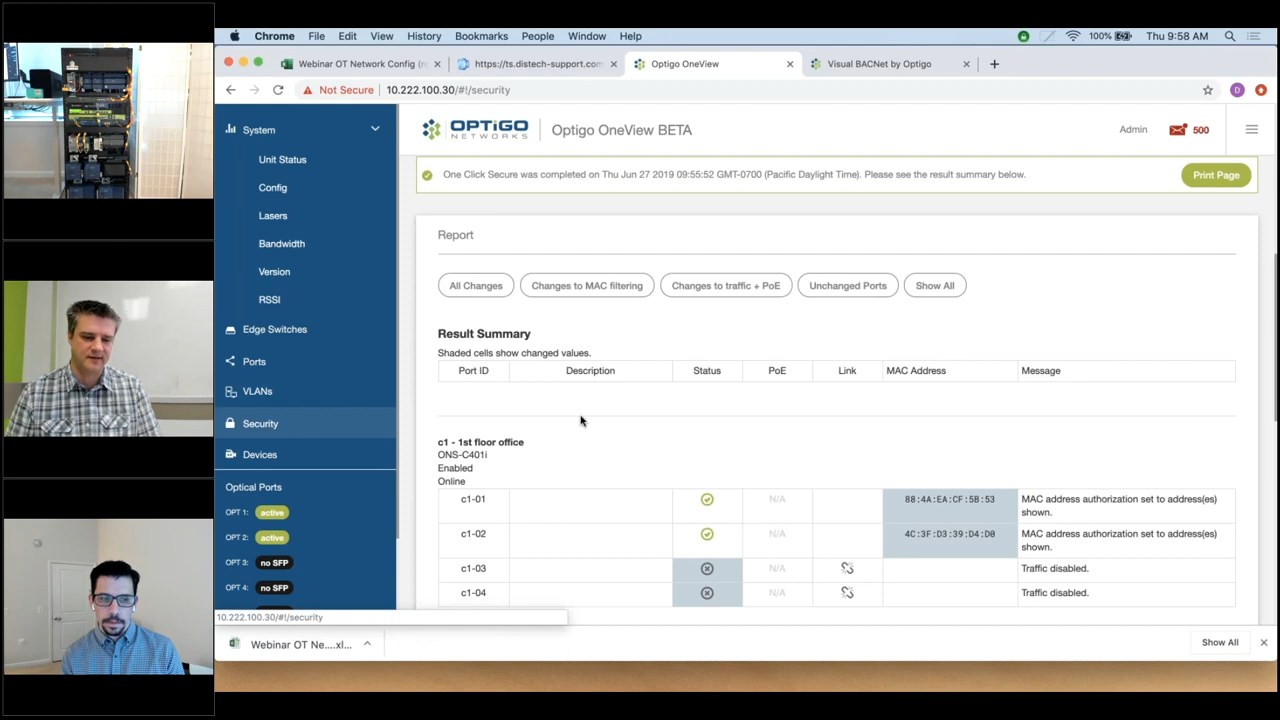 Chrome File Edit View History Bookmarks People Window Help 100% Thu 9:58 AM
Webinar OT Network Config (r × https://ts.distech-support.com × Optigo OneView × Visual BACNet by Optigo × +
Not Secure 10.222.100.30/#!/security D
System
Unit Status
Config
Lasers
Bandwidth
Version
RSSI
Edge Switches
Ports
VLANs
Security
Devices
Optical Ports
OPT 1: active
OPT 2: active
OPT 3: no SFP
OPT 4: no SFP
10.222.100.30/#!/security
OPTIGO NETWORKS Optigo OneView BETA Admin 500
One Click Secure was completed on Thu Jun 27 2019 09:55:52 GMT-0700 (Pacific Daylight Time). Please see the result summary below. Print Page
Report
All Changes Changes to MAC filtering Changes to traffic + PoE Unchanged Ports Show All
Result Summary
Shaded cells show changed values.
Port ID Description Status PoE Link MAC Address Message
c1 - 1st floor office
ONS-C401i
Enabled
Online
c1-01 N/A 88:4A:EA:CF:5B:53 MAC address authorization set to address(es)
shown.
c1-02 N/A 4C:3F:D3:39:D4:D0 MAC address authorization set to address(es)
shown.
c1-03 N/A Traffic disabled.
c1-04 N/A Traffic disabled.
Webinar OT Ne....xl... Show All ×